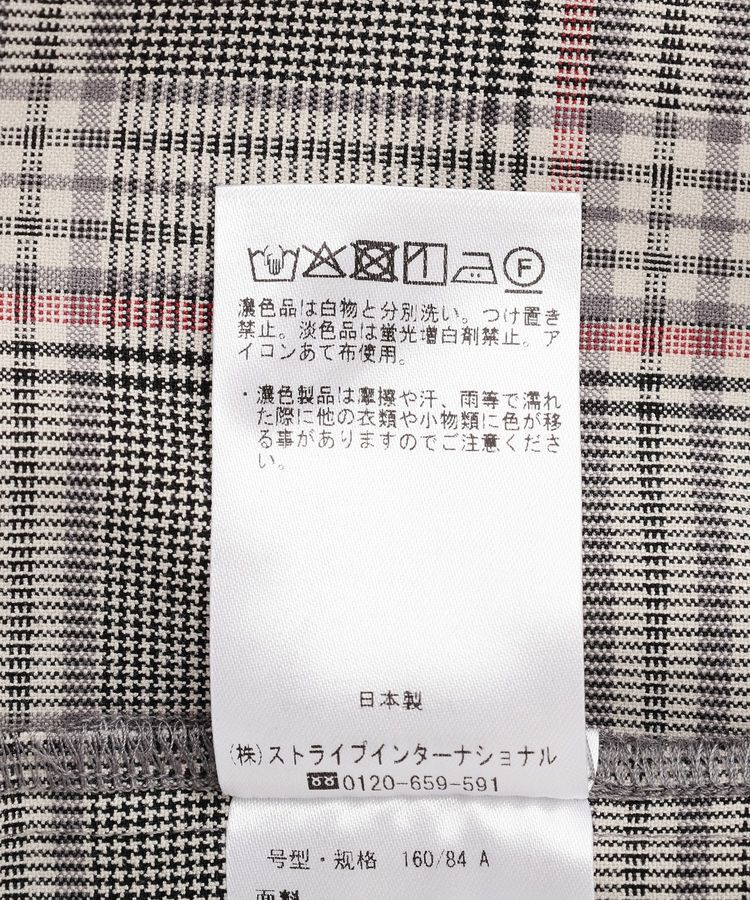 F
濃色品は白物と分別洗い。つけ置き
禁止。淡色品は蛍光増白剤禁止。ア
イロンあて布使用。
・濃色製品は摩擦や汗、雨等で濡れ
た際に他の衣類や小物類に色が移
る事がありますのでご注意くださ
い。
日本製
(株)ストライプインターナショナル
0120-659-591
号型・规格 160/84 A
面料